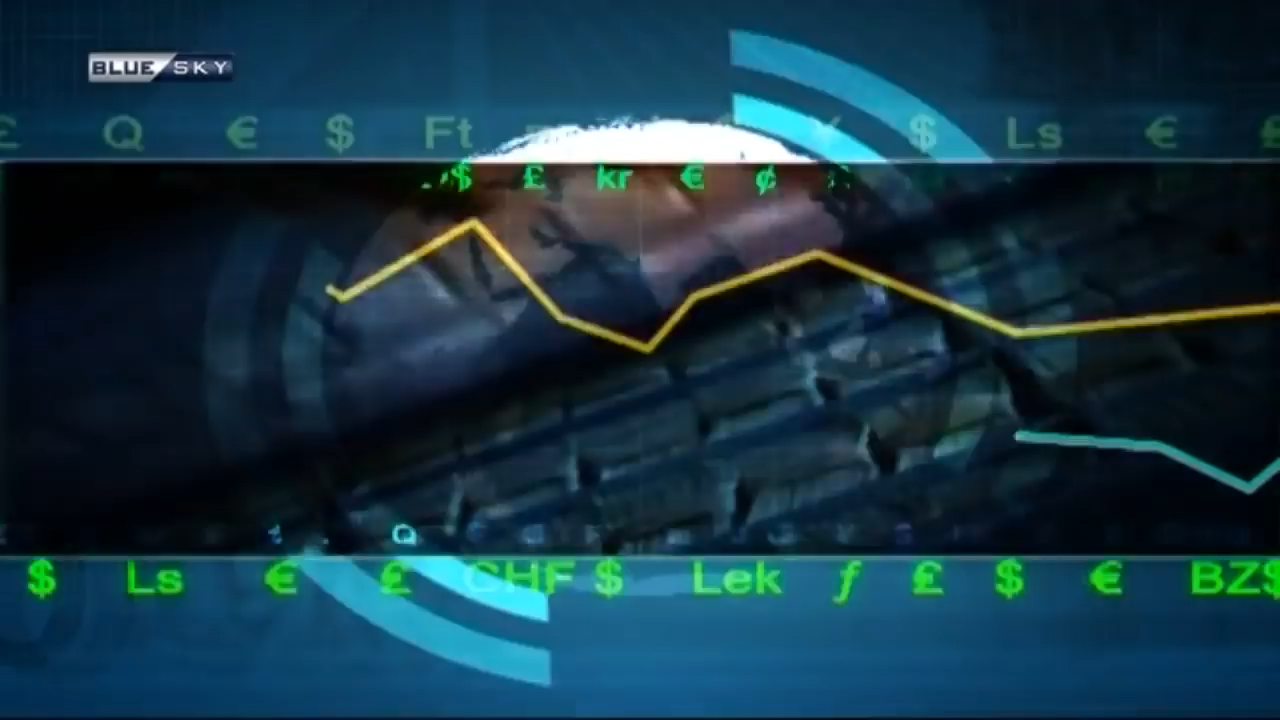 BLUE SKY
£ Q € $ Ft ¥ $ Ls € £
$ £ kr € ¢
Q
$ Ls € £ CHF $ Lek ƒ £ $ € BZ$